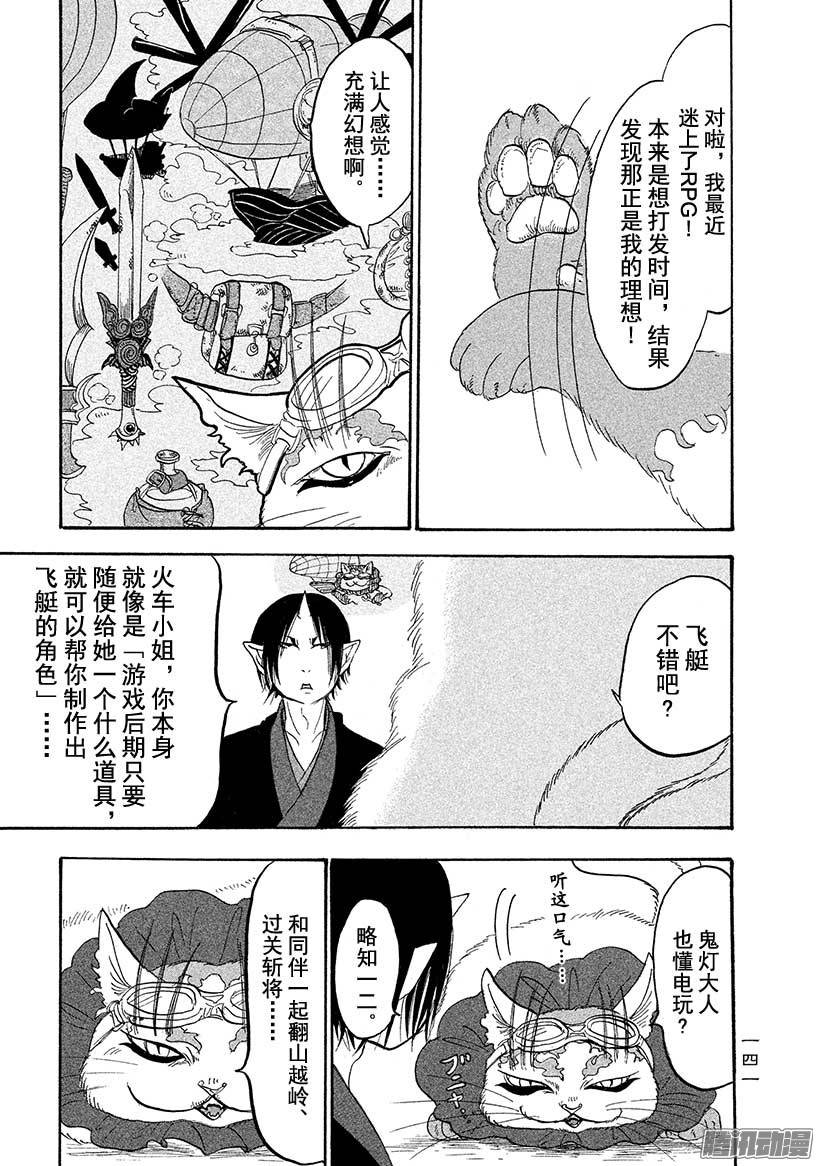 对啦，我最近
迷上了RPG！
本来是想打发时间，结果
发现那正是我的理想！
让人感觉……
充满幻想啊。
飞艇
不错吧？
火车小姐，你本身
就像是「游戏后期只要
随便给她一个什么道具，
就可以帮你制作出
飞艇的角色」……
鬼灯大人
也懂电玩？
听这口气……
ブニャ
略知一二。
和同伴一起翻山越岭、
过关斩将……
一四一
腾讯动漫